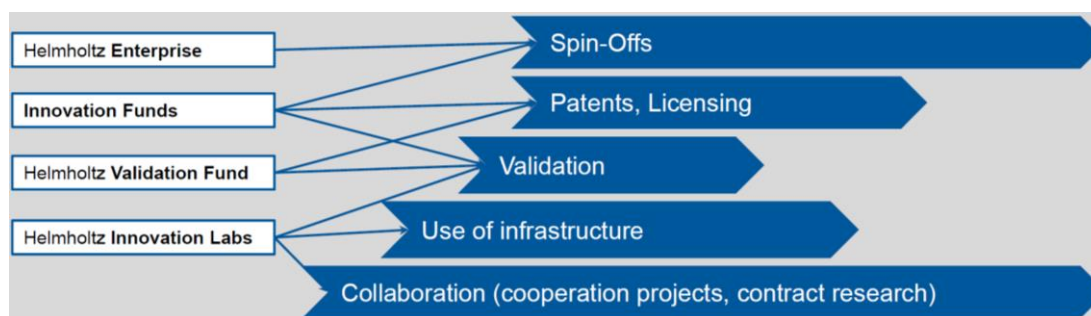 Helmholtz Enterprise
Innovation Funds
Helmholtz Validation Fund
Helmholtz Innovation Labs
Spin-Offs
Patents, Licensing
Validation
Use of infrastructure
Collaboration (cooperation projects, contract research)